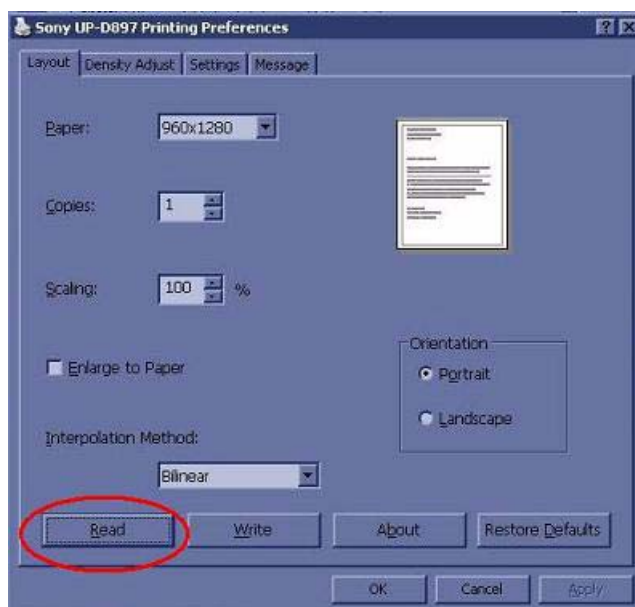 Sony UP-D897 Printing Preferences
Layout Density Adjust Settings Message
Paper: 960x1280
Copies: 1
Scaling: 100 %
Enlarge to Paper
Orientation
Portrait
Landscape
Interpolation Method:
Bilinear
Read Write About Restore Defaults
OK Cancel Apply